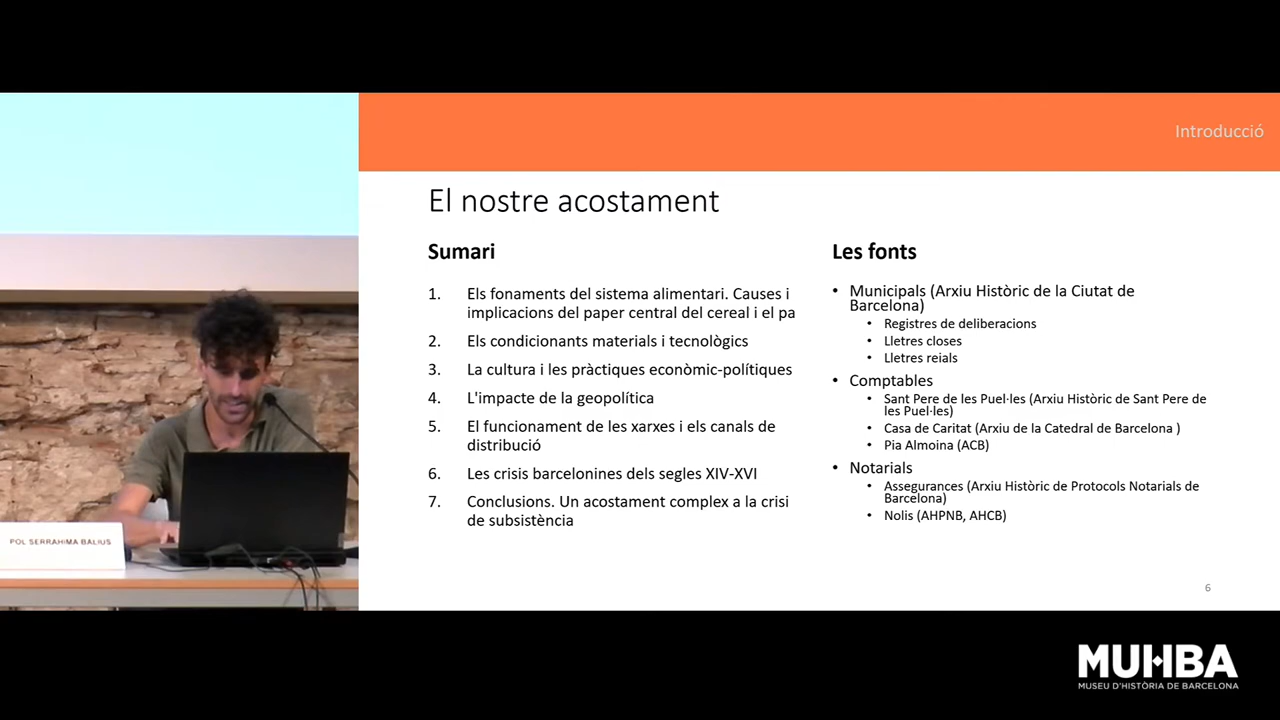 Introducció
El nostre acostament
Sumari
1. Els fonaments del sistema alimentari. Causes i
implicacions del paper central del cereal i el pa
2. Els condicionants materials i tecnològics
3. La cultura i les pràctiques econòmic-polítiques
4. L'impacte de la geopolítica
5. El funcionament de les xarxes i els canals de
distribució
6. Les crisis barcelonines dels segles XIV-XVI
7. Conclusions. Un acostament complex a la crisi
de subsistència
Les fonts
• Municipals (Arxiu Històric de la Ciutat de
Barcelona)
• Registres de deliberacions
• Lletres closes
• Lletres reials
• Comptables
• Sant Pere de les Puel·les (Arxiu Històric de Sant Pere de
les Puel·les)
• Casa de Caritat (Arxiu de la Catedral de Barcelona )
• Pia Almoina (ACB)
• Notarials
• Assegurances (Arxiu Històric de Protocols Notarials de
Barcelona)
• Nolis (AHPNB, AHCB)
6
POL SERRAHIMA BALIUS
MUHBA
MUSEU D'HISTÒRIA DE BARCELONA